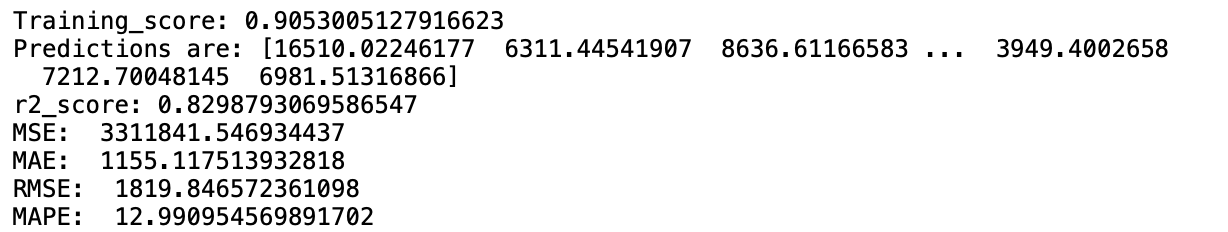 Training_score: 0.9053005127916623
Predictions are: [16510.02246177  6311.44541907  8636.61166583 ...  3949.4002658
  7212.70048145  6981.51316866]
r2_score: 0.8298793069586547
MSE:  3311841.546934437
MAE:  1155.117513932818
RMSE:  1819.846572361098
MAPE:  12.990954569891702